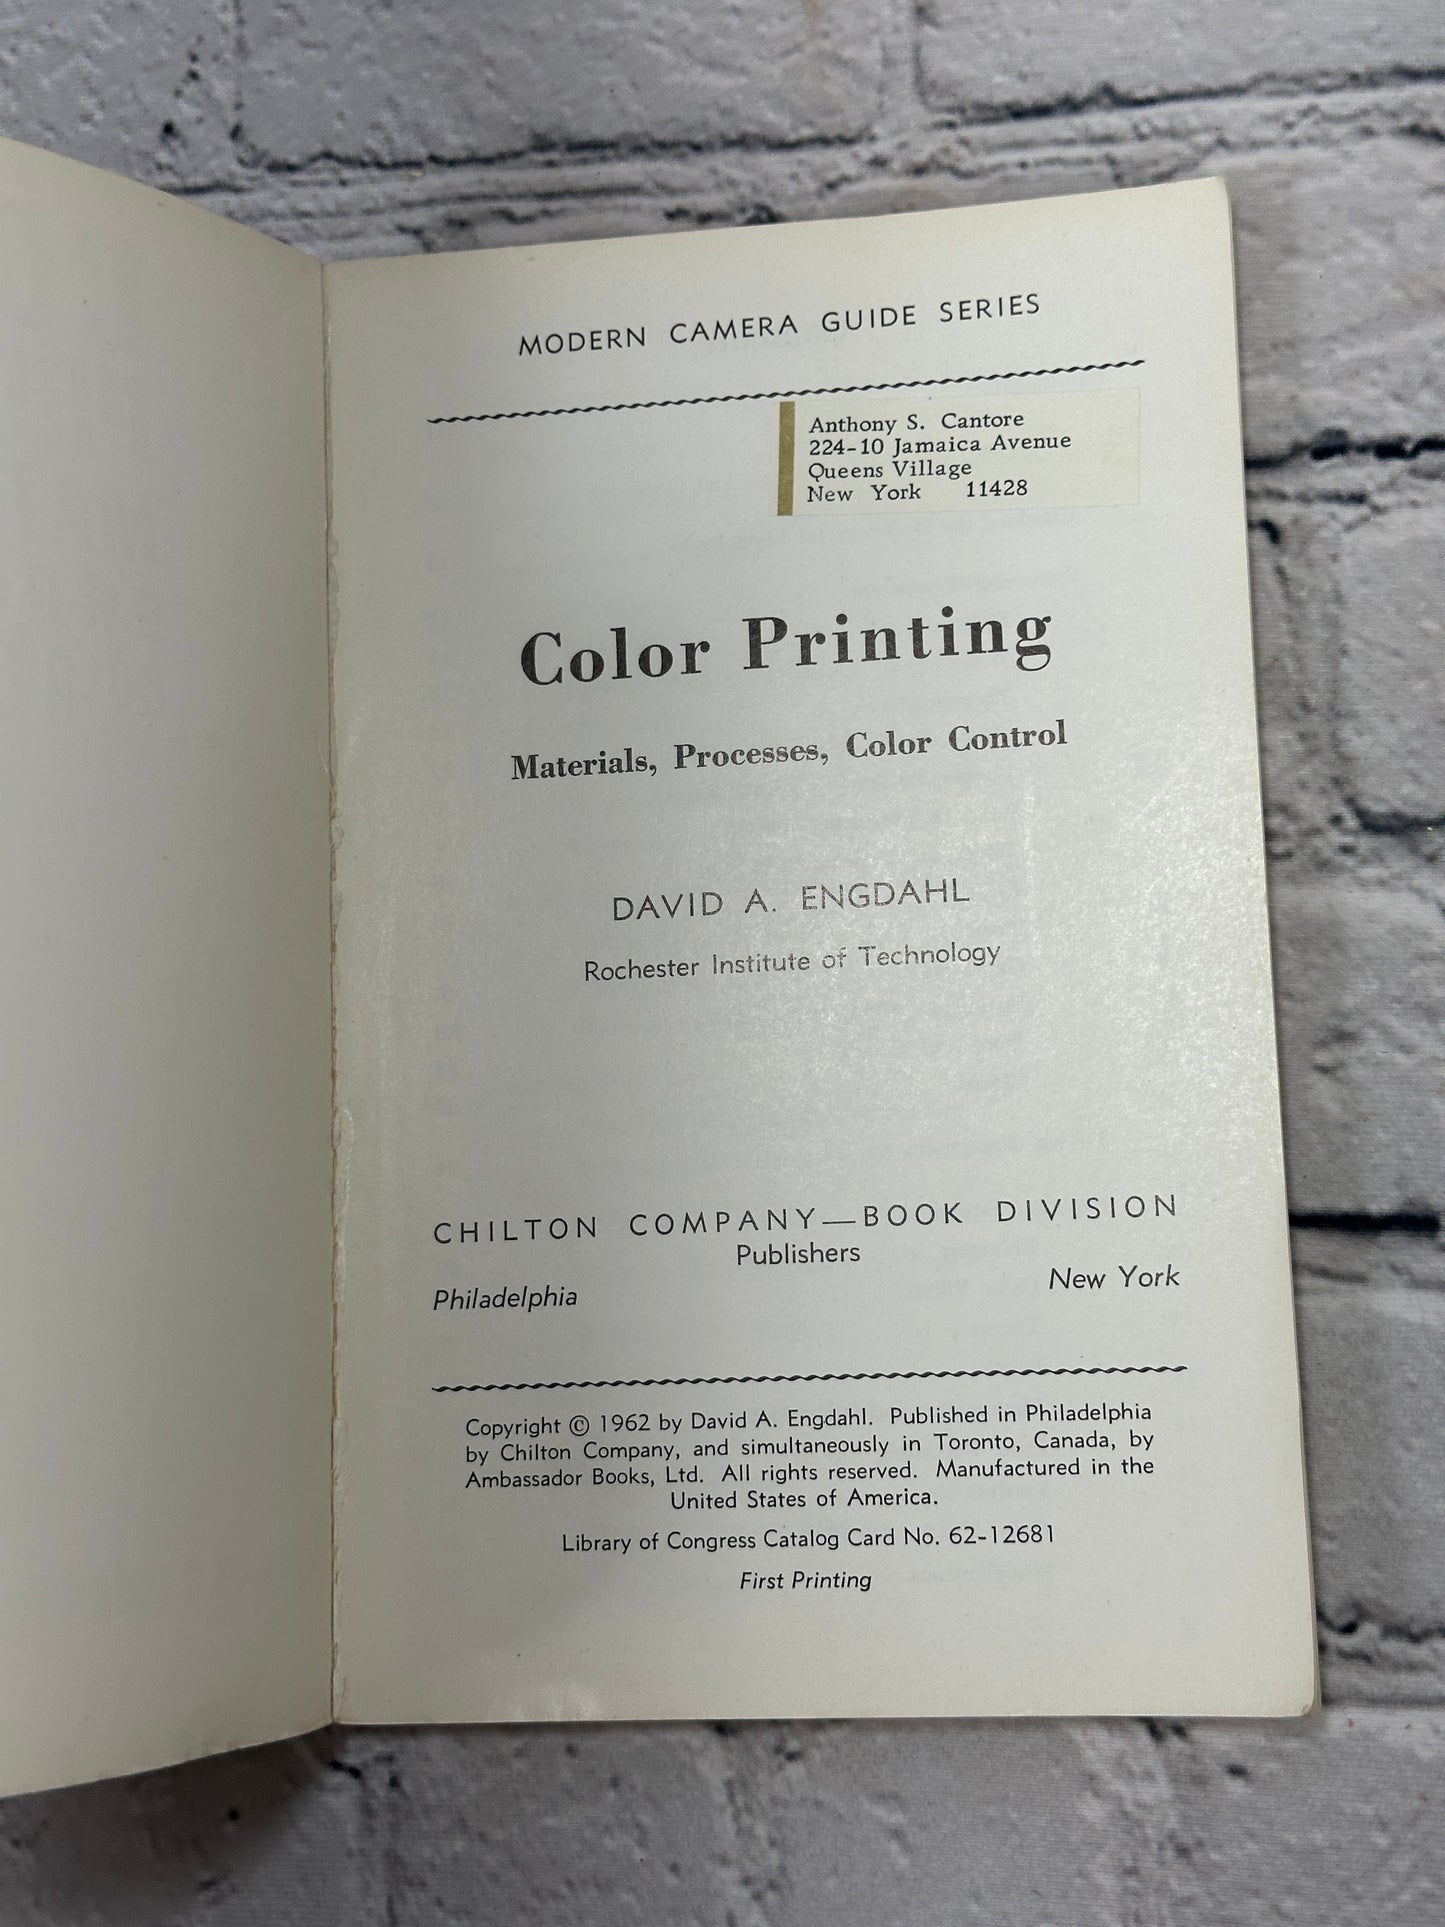 MODERN CAMERA GUIDE SERIES
Anthony S. Cantore
224-10 Jamaica Avenue
Queens Village
New York 11428
Color Printing
Materials, Processes, Color Control
DAVID A. ENGDAHL
Rochester Institute of Technology
CHILTON COMPANY—BOOK DIVISION
Publishers
Philadelphia New York
Copyright © 1962 by David A. Engdahl. Published in Philadelphia
by Chilton Company, and simultaneously in Toronto, Canada, by
Ambassador Books, Ltd. All rights reserved. Manufactured in the
United States of America.
Library of Congress Catalog Card No. 62-12681
First Printing